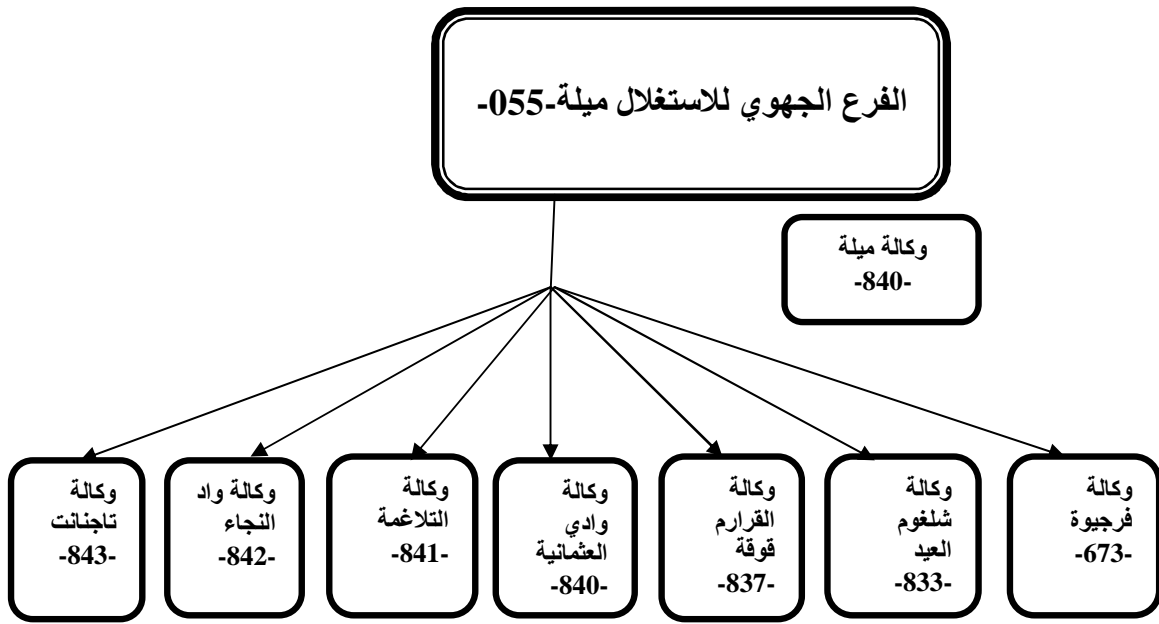 الفرع الجهوي للاستغلال ميلة-055-
وكالة ميلة
-840-
وكالة
فرجيوة
-673-
وكالة
شلغوم
العيد
-833-
وكالة
القرارم
قوقة
-837-
وكالة
وادي
العثمانية
-840-
وكالة
التلاغمة
-841-
وكالة واد
النجاء
-842-
وكالة
تاجنانت
-843-